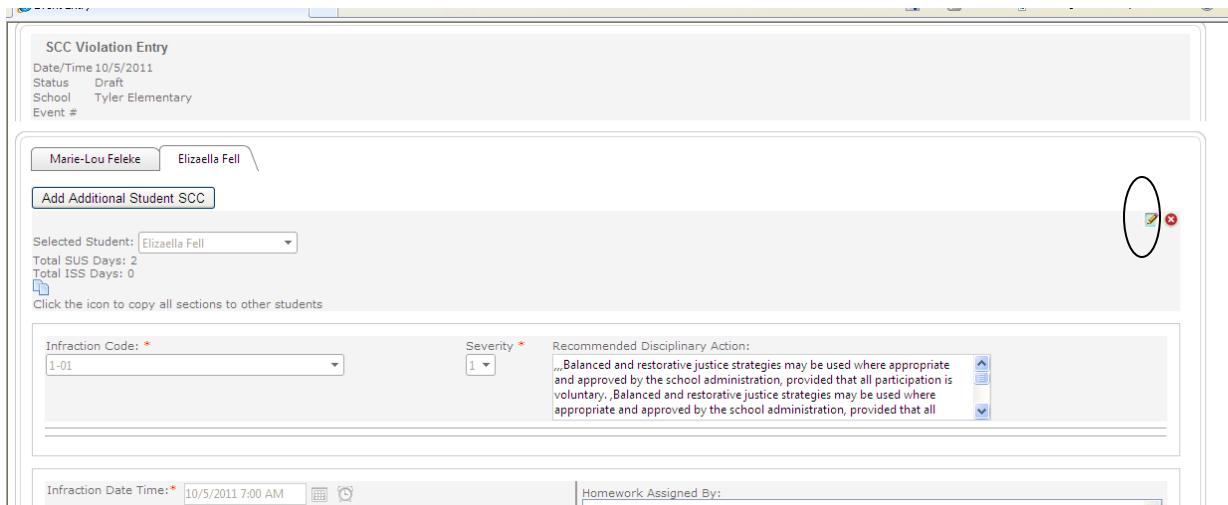 Event Entry
SCC Violation Entry
Date/Time 10/5/2011
Status Draft
School Tyler Elementary
Event #
Marie-Lou Feleke Elizaella Fell
Add Additional Student SCC
Selected Student: Elizaella Fell
Total SUS Days: 2
Total ISS Days: 0
Click the icon to copy all sections to other students
Infraction Code: * Severity * Recommended Disciplinary Action:
1-01 1 ,,,Balanced and restorative justice strategies may be used where appropriate
and approved by the school administration, provided that all participation is
voluntary. ,Balanced and restorative justice strategies may be used where
appropriate and approved by the school administration, provided that all
Infraction Date Time:* 10/5/2011 7:00 AM Homework Assigned By: